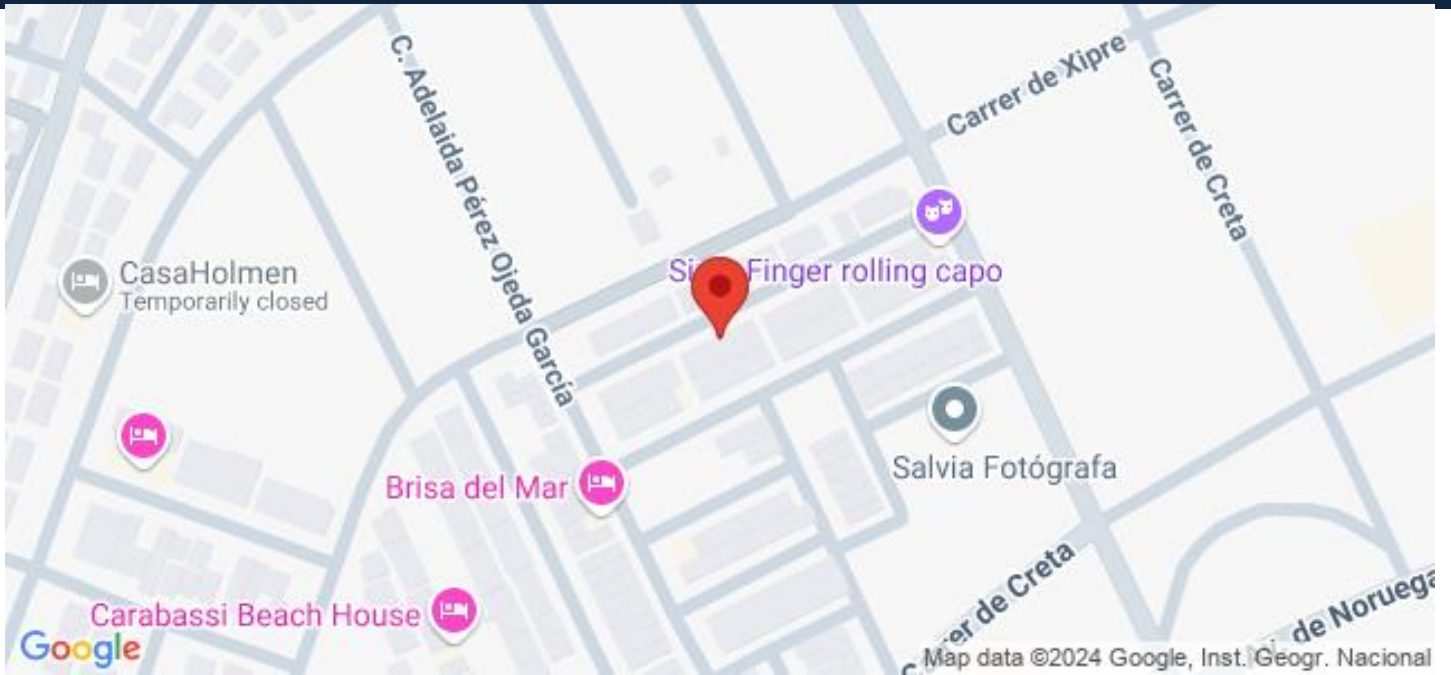 C. Adelaida Pérez Ojeda García
Carrer de Xipre
Carrer de Creta
CasaHolmen
Temporarily closed
Finger rolling capo
Brisa del Mar
Salvia Fotógrafa
Carabassi Beach House
Carrer de Creta
de Noruega
Google
Map data ©2024 Google, Inst. Geogr. Nacional